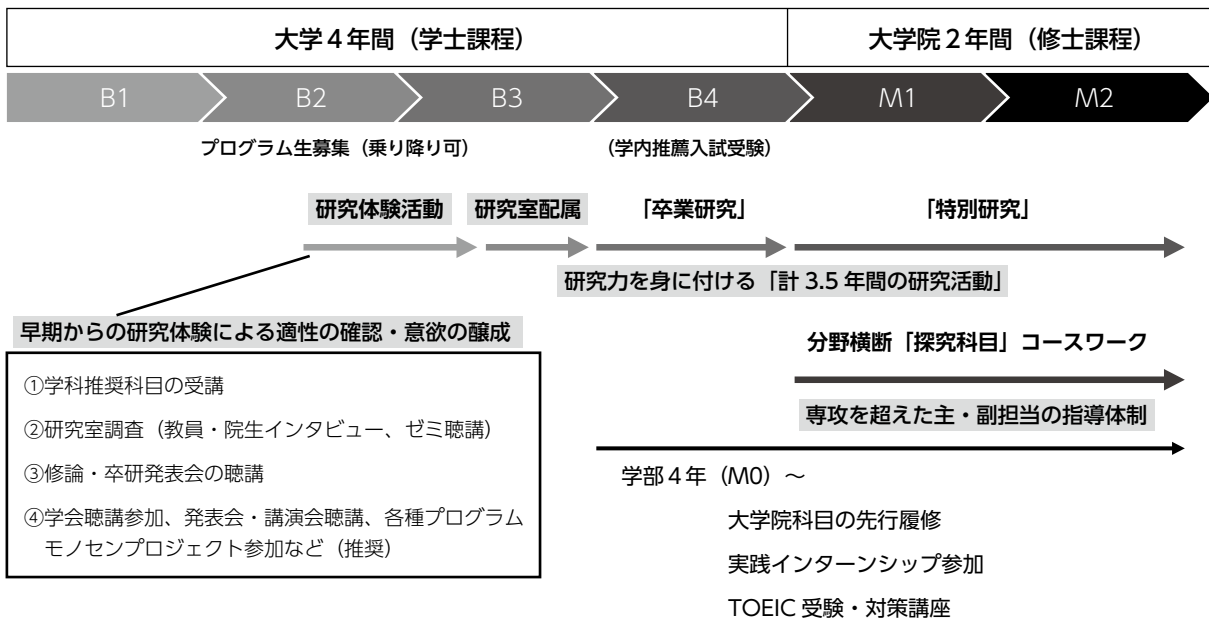 大学4年間（学士課程）
大学院2年間（修士課程）
B1
B2
B3
B4
M1
M2
プログラム生募集（乗り降り可）
（学内推薦入試受験）
研究体験活動
研究室配属
「卒業研究」
「特別研究」
研究力を身に付ける「計 3.5 年間の研究活動」
早期からの研究体験による適性の確認・意欲の醸成
①学科推奨科目の受講
②研究室調査（教員・院生インタビュー、ゼミ聴講）
③修論・卒研発表会の聴講
④学会聴講参加、発表会・講演会聴講、各種プログラム
モノセンプロジェクト参加など（推奨）
分野横断「探究科目」コースワーク
専攻を超えた主・副担当の指導体制
学部4年（M0）～
大学院科目の先行履修
実践インターンシップ参加
TOEIC 受験・対策講座